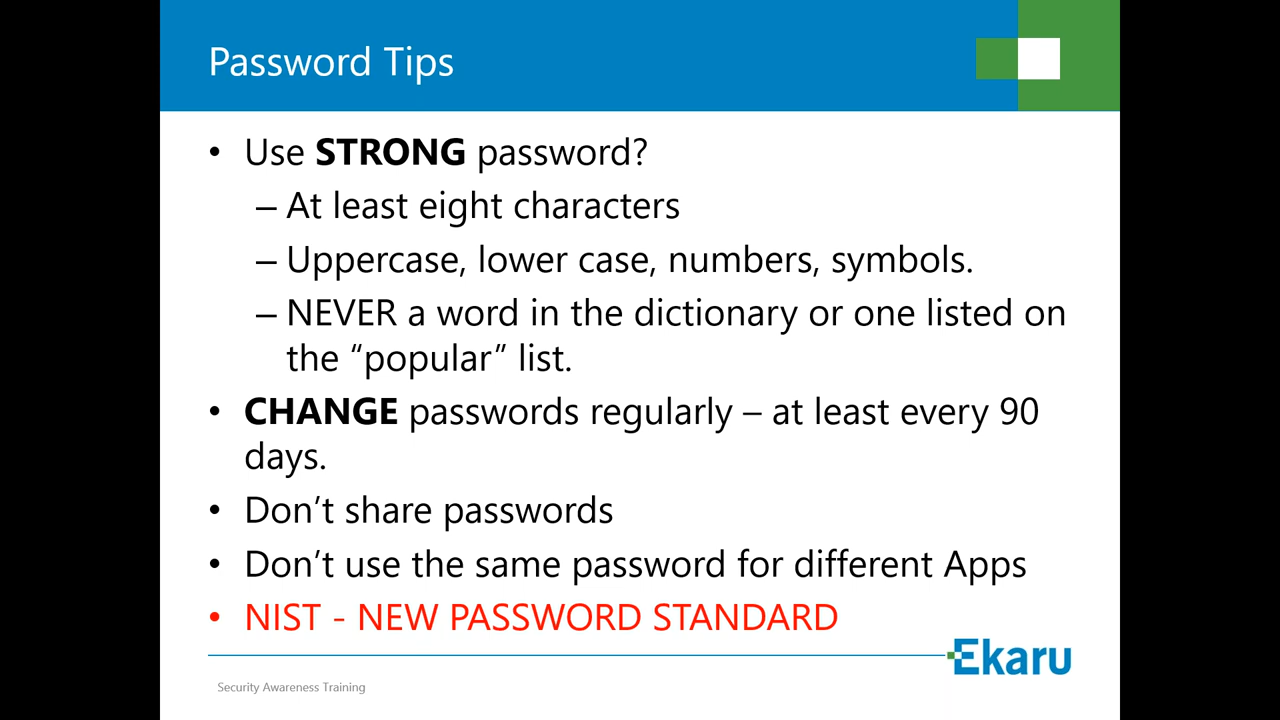 Password Tips
• Use STRONG password?
– At least eight characters
– Uppercase, lower case, numbers, symbols.
– NEVER a word in the dictionary or one listed on
the “popular” list.
• CHANGE passwords regularly – at least every 90
days.
• Don’t share passwords
• Don’t use the same password for different Apps
• NIST - NEW PASSWORD STANDARD
Ekaru
Security Awareness Training